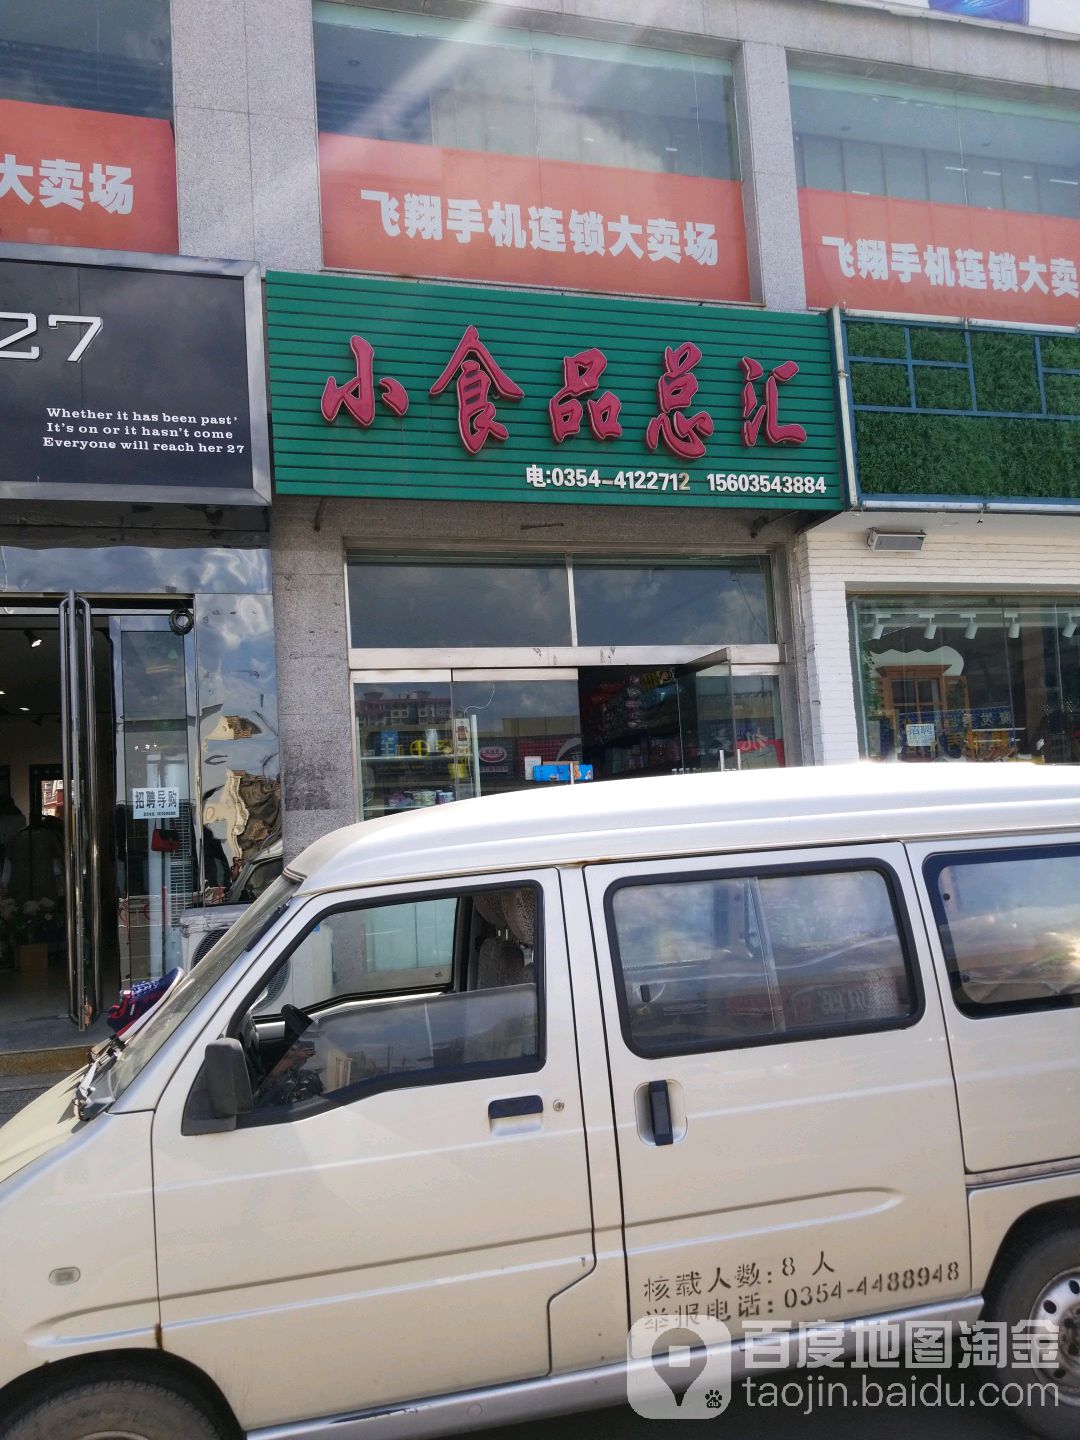 大卖场
飞翔手机连锁大卖场
飞翔手机连锁大卖
27
Whether it has been past'
It's on or it hasn't come
Everyone will reach her 27
小食品总汇
电:0354-4122712 15603543884
招聘导购
招聘
核载人数: 8 人
举报电话: 0354-4488948
百度地图淘金
taojin.baidu.com